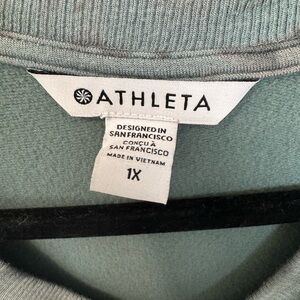 ATHLETA
DESIGNED IN
SAN FRANCISCO
CONÇU À
SAN FRANCISCO
MADE IN VIETNAM
1X